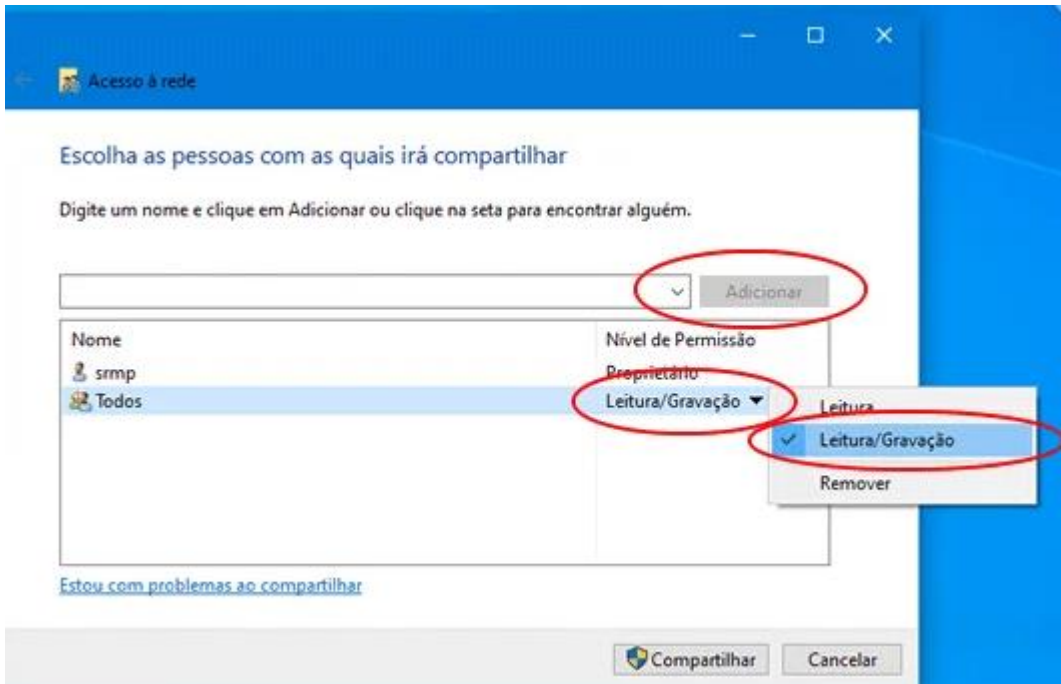 Acesso à rede
Escolha as pessoas com as quais irá compartilhar
Digite um nome e clique em Adicionar ou clique na seta para encontrar alguém.
Adicionar
Nome Nível de Permissão
srmp Proprietário
Todos Leitura/Gravação
Leitura
Leitura/Gravação
Remover
Estou com problemas ao compartilhar
Compartilhar Cancelar